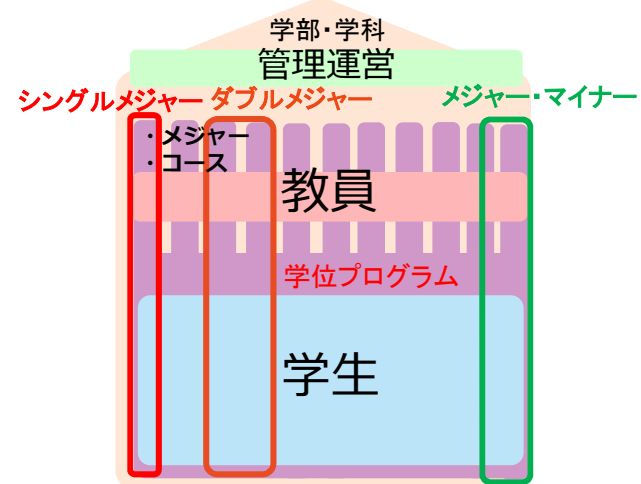 学部・学科
管理運営
シングルメジャー ダブルメジャー メジャー・マイナー
・メジャー
・コース
教員
学位プログラム
学生